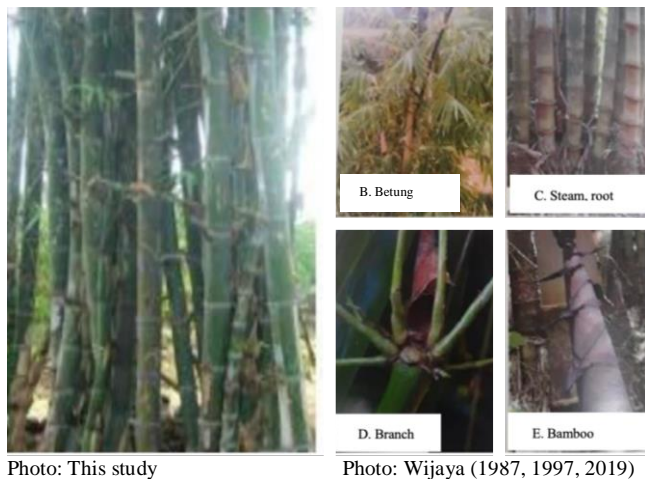 B. Betung
C. Steam. root
D. Branch
E. Bamboo
Photo: This study
Photo: Wijaya (1987, 1997, 2019)